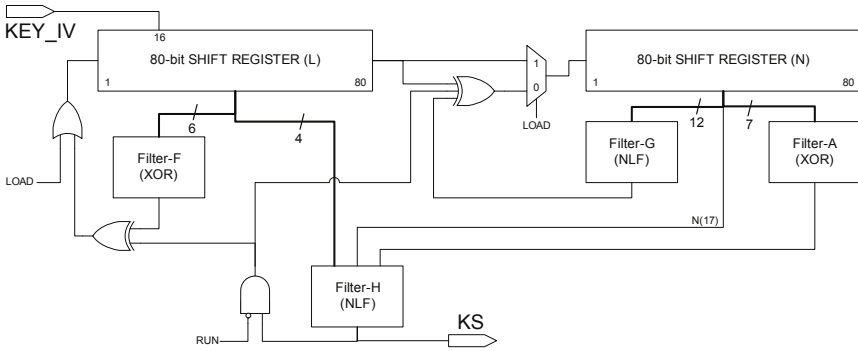 KEY_IV
16
80-bit SHIFT REGISTER (L)
1
80
1
0
LOAD
80-bit SHIFT REGISTER (N)
1
80
6
4
12
7
Filter-F
(XOR)
Filter-G
(NLF)
Filter-A
(XOR)
LOAD
N(17)
Filter-H
(NLF)
RUN
KS